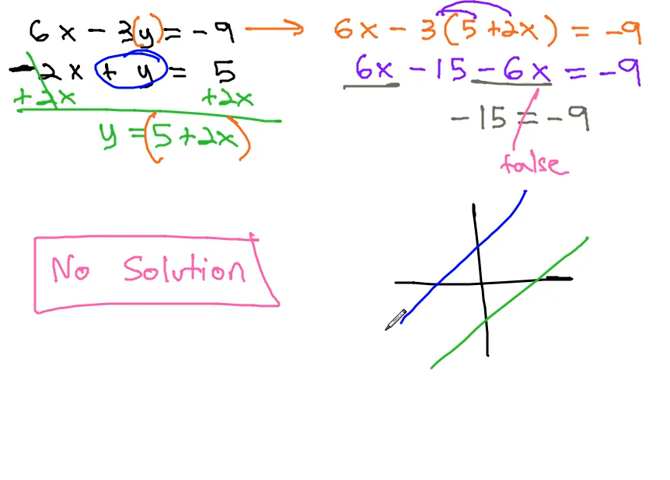 6x - 3(y) = -9
-2x + y = 5
+2x +2x
y = (5 + 2x)
6x - 3(5 + 2x) = -9
6x - 15 - 6x = -9
-15 = -9
false
No Solution